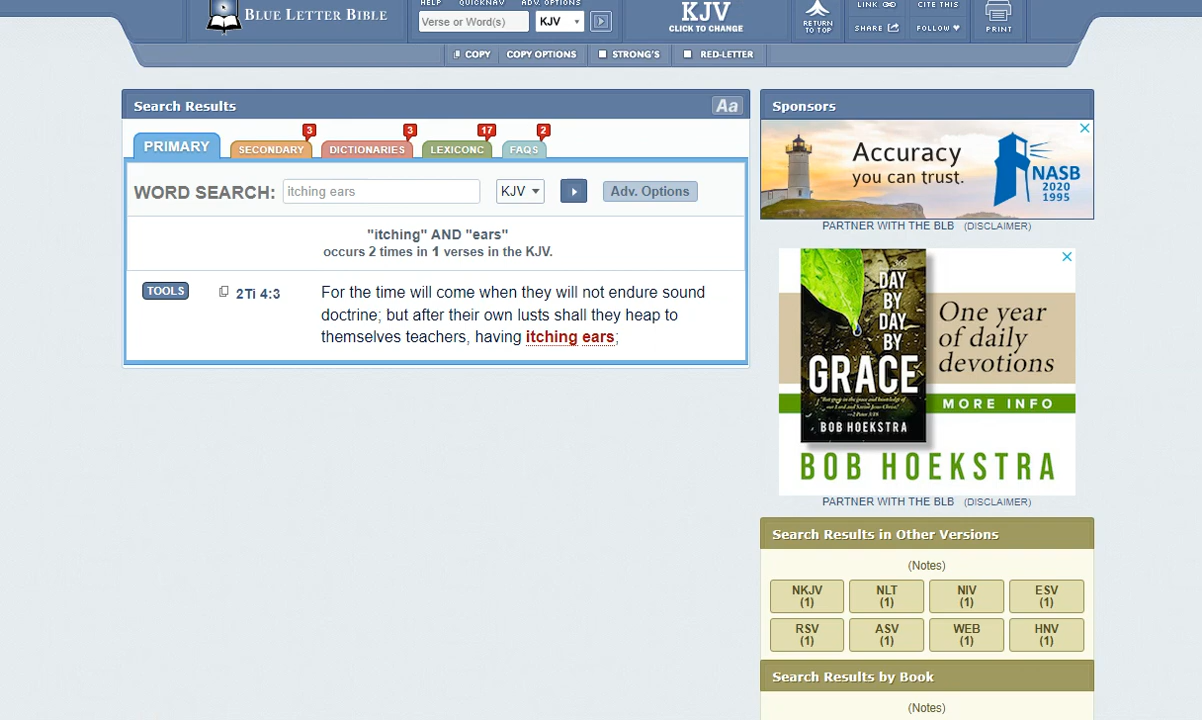 HELP QUICKNAV ADV. OPTIONS
BLUE LETTER BIBLE
Verse or Word(s)
KJV
KJV
CLICK TO CHANGE
RETURN
TO TOP
LINK
CITE THIS
SHARE
FOLLOW
PRINT
COPY
COPY OPTIONS
STRONG'S
RED-LETTER
Search Results
Aa
PRIMARY
SECONDARY
3
DICTIONARIES
3
LEXICONC
17
FAQS
2
WORD SEARCH:
itching ears
KJV
Adv. Options
"itching" AND "ears"
occurs 2 times in 1 verses in the KJV.
TOOLS
2Ti 4:3
For the time will come when they will not endure sound
doctrine; but after their own lusts shall they heap to
themselves teachers, having itching ears;
Sponsors
Accuracy
you can trust.
NASB
2020
1995
PARTNER WITH THE BLB (DISCLAIMER)
DAY
BY
DAY
BY
GRACE
BOB HOEKSTRA
One year
of daily
devotions
MORE INFO
BOB HOEKSTRA
PARTNER WITH THE BLB (DISCLAIMER)
Search Results in Other Versions
(Notes)
NKJV
(1)
NLT
(1)
NIV
(1)
ESV
(1)
RSV
(1)
ASV
(1)
WEB
(1)
HNV
(1)
Search Results by Book
(Notes)